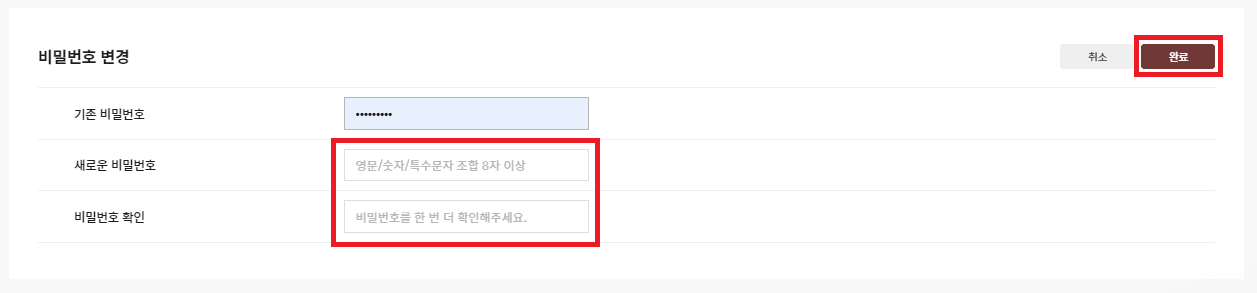 비밀번호 변경
취소
완료
기존 비밀번호
•••••••••
새로운 비밀번호
영문/숫자/특수문자 조합 8자 이상
비밀번호 확인
비밀번호를 한 번 더 확인해주세요.